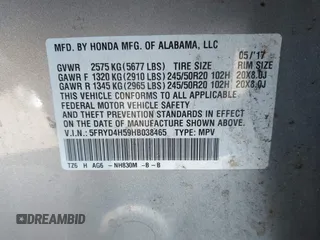 MFD. BY HONDA MFG. OF ALABAMA, LLC 05/'17
GVWR 2575 KG (5677 LBS) TIRE SIZE RIM SIZE
GAWR F 1320 KG (2910 LBS) 245/50R20 102H 20X8.0J
GAWR R 1345 KG (2965 LBS) 245/50R20 102H 20X8.0J
THIS VEHICLE CONFORMS TO ALL APPLICABLE
FEDERAL MOTOR VEHICLE SAFETY, BUMPER,
AND THEFT PREVENTION STANDARDS IN EFFECT
ON THE DATE OF MANUFACTURE SHOWN ABOVE.
V.I.N.: 5FRYD4H59HB038465 TYPE: MPV
TZ5 H AG6 - NH830M -B -B